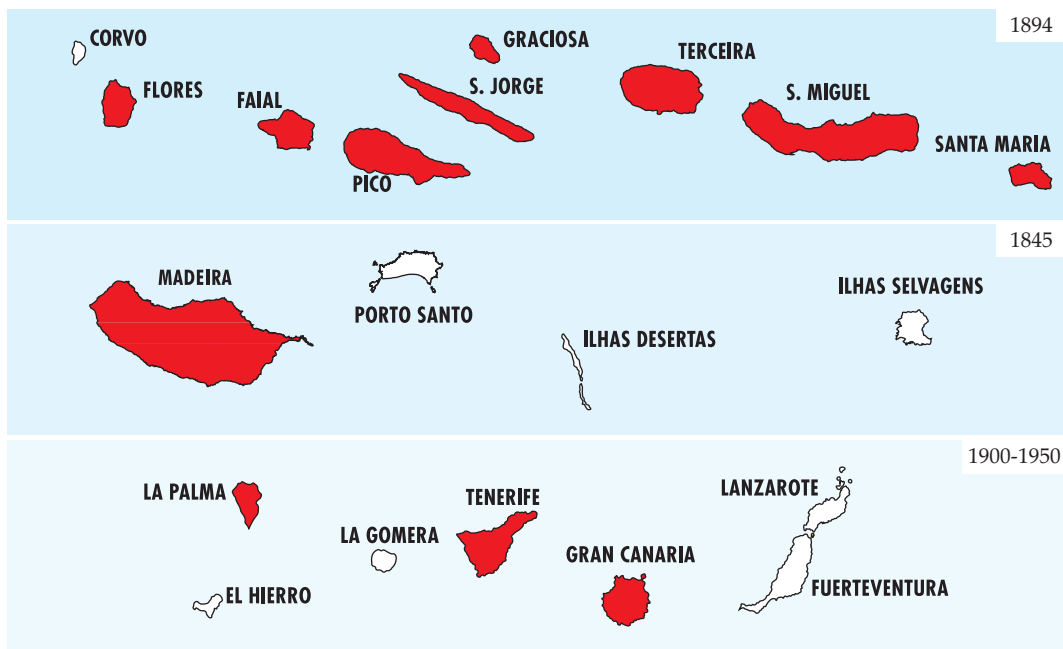 1894
CORVO
GRACIOSA
TERCEIRA
FLORES
FAIAL
S. JORGE
S. MIGUEL
SANTA MARIA
PICO
1845
MADEIRA
ILHAS SELVAGENS
PORTO SANTO
ILHAS DESERTAS
1900-1950
LA PALMA
TENERIFE
LANZAROTE
LA GOMERA
GRAN CANARIA
EL HIERRO
FUERTEVENTURA